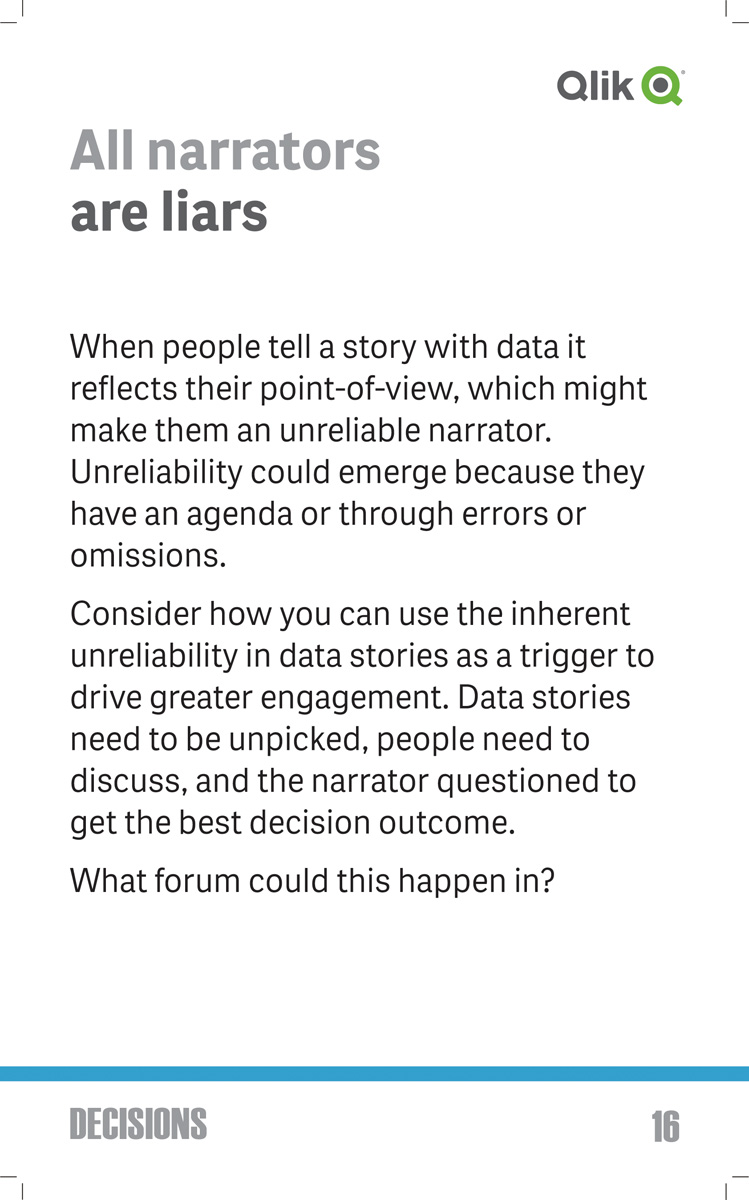 Qlik
All narrators
are liars
When people tell a story with data it
reflects their point-of-view, which might
make them an unreliable narrator.
Unreliability could emerge because they
have an agenda or through errors or
omissions.
Consider how you can use the inherent
unreliability in data stories as a trigger to
drive greater engagement. Data stories
need to be unpicked, people need to
discuss, and the narrator questioned to
get the best decision outcome.
What forum could this happen in?
DECISIONS
16